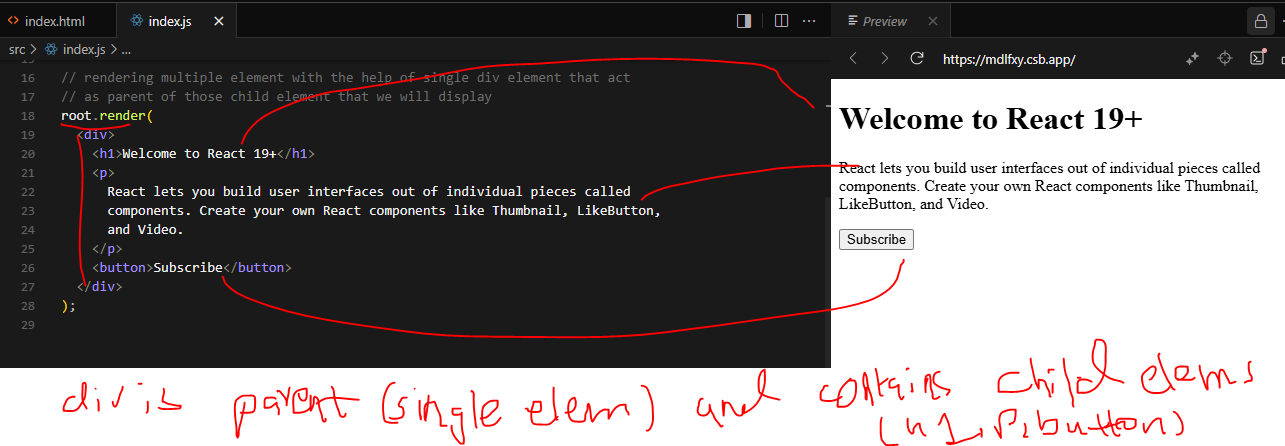 index.html
index.js
Preview
src > index.js > ...
https://mdlfxy.csb.app/
16 // rendering multiple element with the help of single div element that act
17 // as parent of those child element that we will display
18 root.render(
19 <div>
20 <h1>Welcome to React 19+</h1>
21 <p>
22 React lets you build user interfaces out of individual pieces called
23 components. Create your own React components like Thumbnail, LikeButton,
24 and Video.
25 </p>
26 <button>Subscribe</button>
27 </div>
28 );
29
Welcome to React 19+
React lets you build user interfaces out of individual pieces called
components. Create your own React components like Thumbnail,
LikeButton, and Video.
Subscribe
div is parent (single elem) and contains child elems
(h1, P, button)